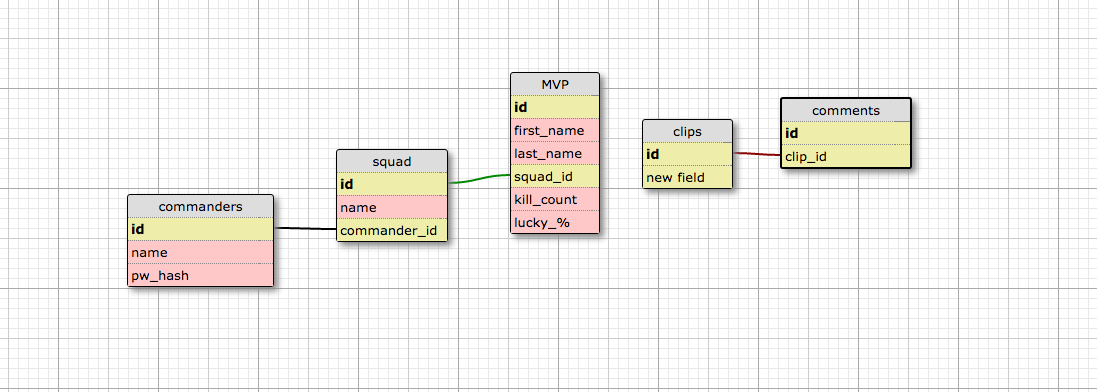 commanders
id
name
pw_hash
squad
id
name
commander_id
MVP
id
first_name
last_name
squad_id
kill_count
lucky_%
clips
id
new field
comments
id
clip_id